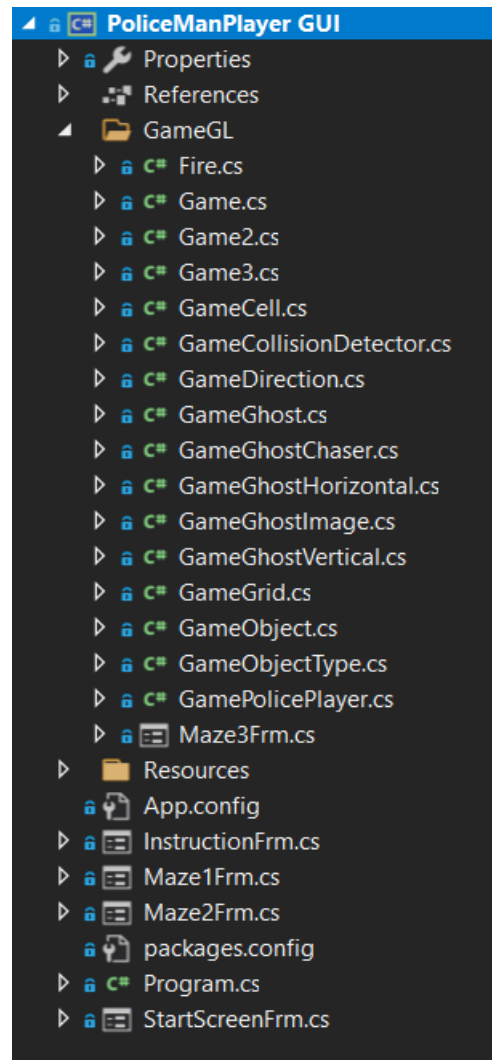 C# PoliceManPlayer GUI
Properties
References
GameGL
C# Fire.cs
C# Game.cs
C# Game2.cs
C# Game3.cs
C# GameCell.cs
C# GameCollisionDetector.cs
C# GameDirection.cs
C# GameGhost.cs
C# GameGhostChaser.cs
C# GameGhostHorizontal.cs
C# GameGhostImage.cs
C# GameGhostVertical.cs
C# GameGrid.cs
C# GameObject.cs
C# GameObjectType.cs
C# GamePolicePlayer.cs
Maze3Frm.cs
Resources
App.config
InstructionFrm.cs
Maze1Frm.cs
Maze2Frm.cs
packages.config
C# Program.cs
StartScreenFrm.cs